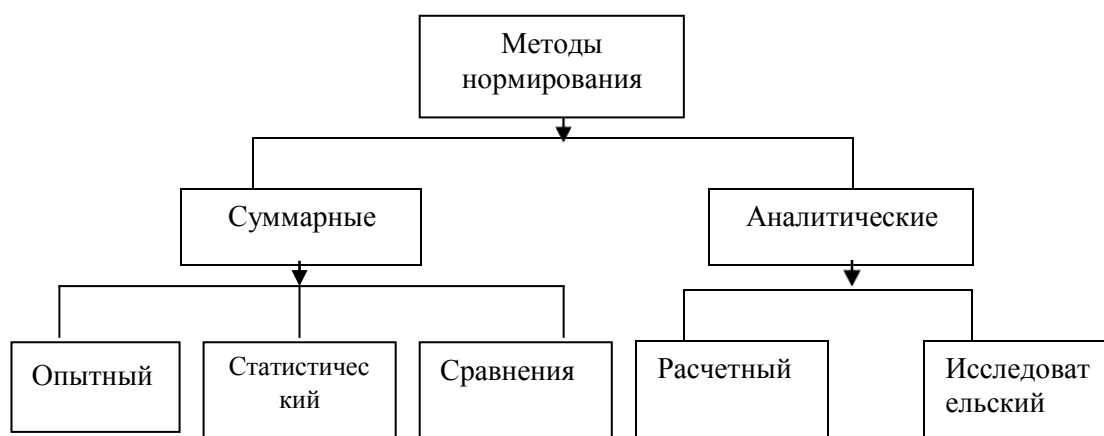 Методы
нормирования
Суммарные
Аналитические
Опытный
Статистичес
кий
Сравнения
Расчетный
Исследоват
ельский